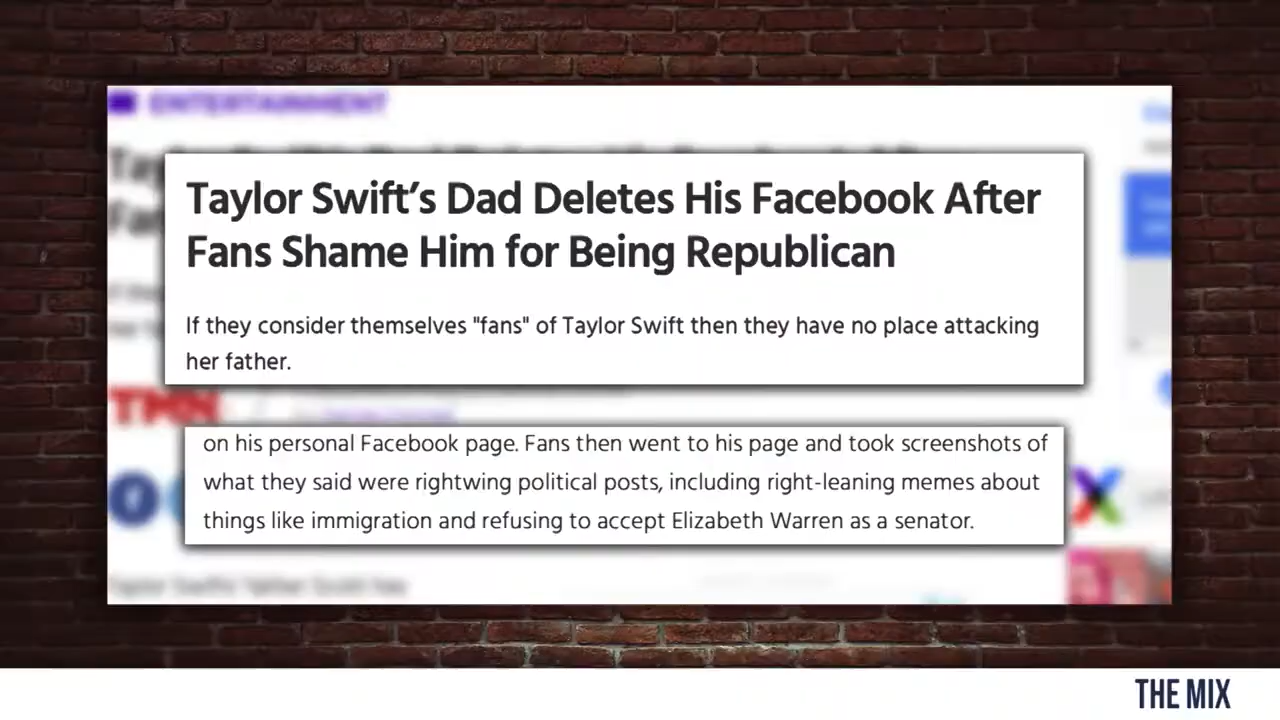 ENTERTAINMENT
Taylor Swift’s Dad Deletes His Facebook After
Fans Shame Him for Being Republican
If they consider themselves "fans" of Taylor Swift then they have no place attacking
her father.
TMN
on his personal Facebook page. Fans then went to his page and took screenshots of
what they said were rightwing political posts, including right-leaning memes about
things like immigration and refusing to accept Elizabeth Warren as a senator.
THE MIX